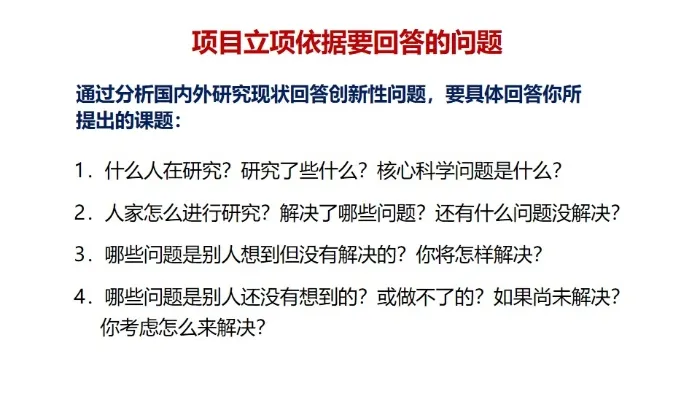 项目立项依据要回答的问题
通过分析国内外研究现状回答创新性问题，要具体回答你所
提出的课题：
1. 什么人在研究？研究了些什么？核心科学问题是什么？
2. 人家怎么进行研究？解决了哪些问题？还有什么问题没解决？
3. 哪些问题是别人想到但没有解决的？你将怎样解决？
4. 哪些问题是别人还没有想到的？或做不了的？如果尚未解决？
你考虑怎么来解决？